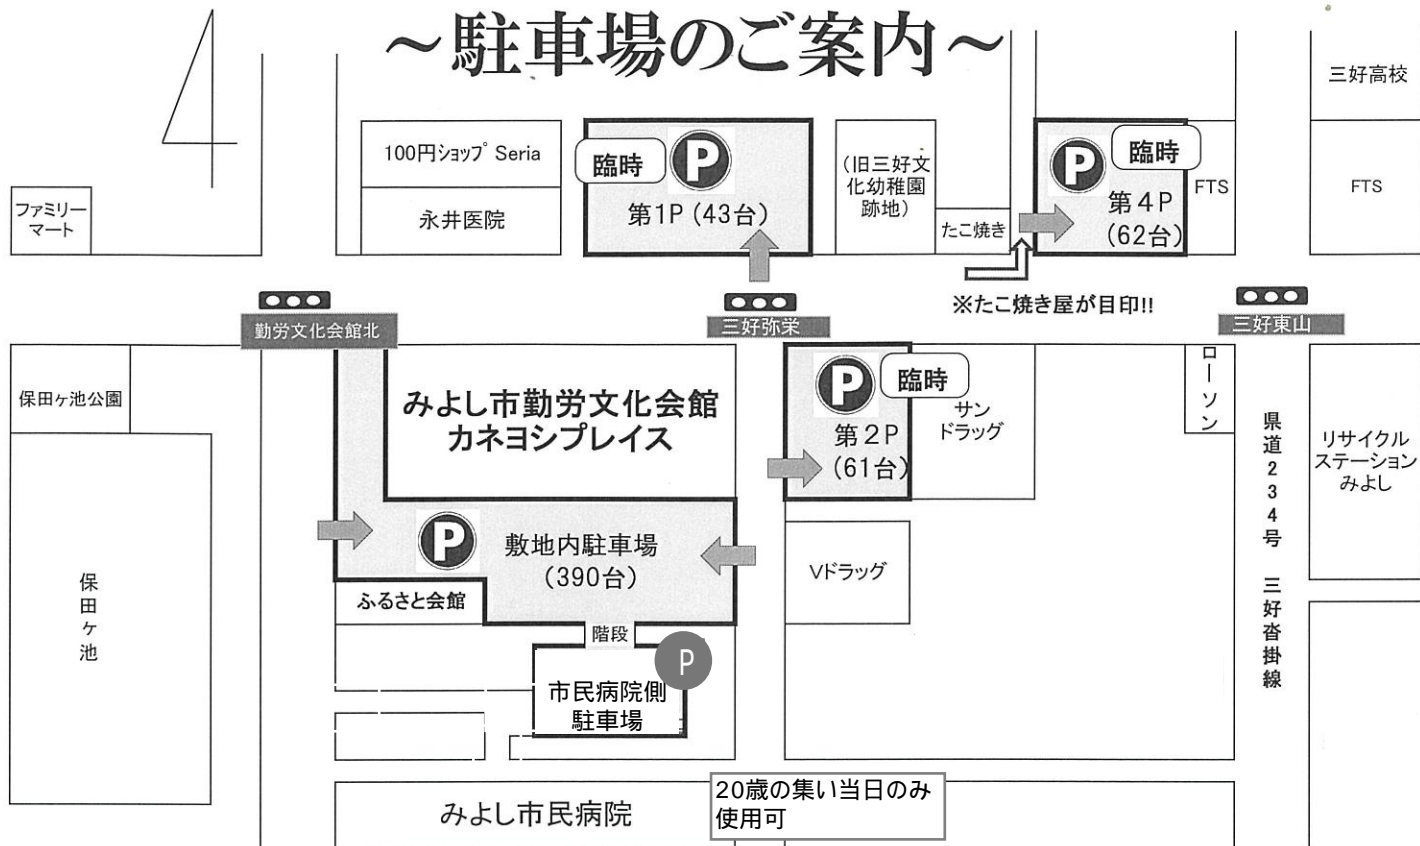 ～駐車場のご案内～
三好高校
100円ショップ Seria
臨時
P
第1P (43台)
(旧三好文
化幼稚園
跡地)
P
臨時
第４P
(62台)
FTS
FTS
ファミリー
マート
永井医院
たこ焼き
※たこ焼き屋が目印!!
勤労文化会館北
三好弥栄
三好東山
保田ヶ池公園
みよし市勤労文化会館
カネヨシプレイス
P
臨時
第２P
(61台)
サン
ドラッグ
ローソン
県道234号 三好沓掛線
リサイクル
ステーション
みよし
保田ヶ池
P
敷地内駐車場
(390台)
Vドラッグ
ふるさと会館
階段
P
市民病院側
駐車場
みよし市民病院
20歳の集い当日のみ
使用可